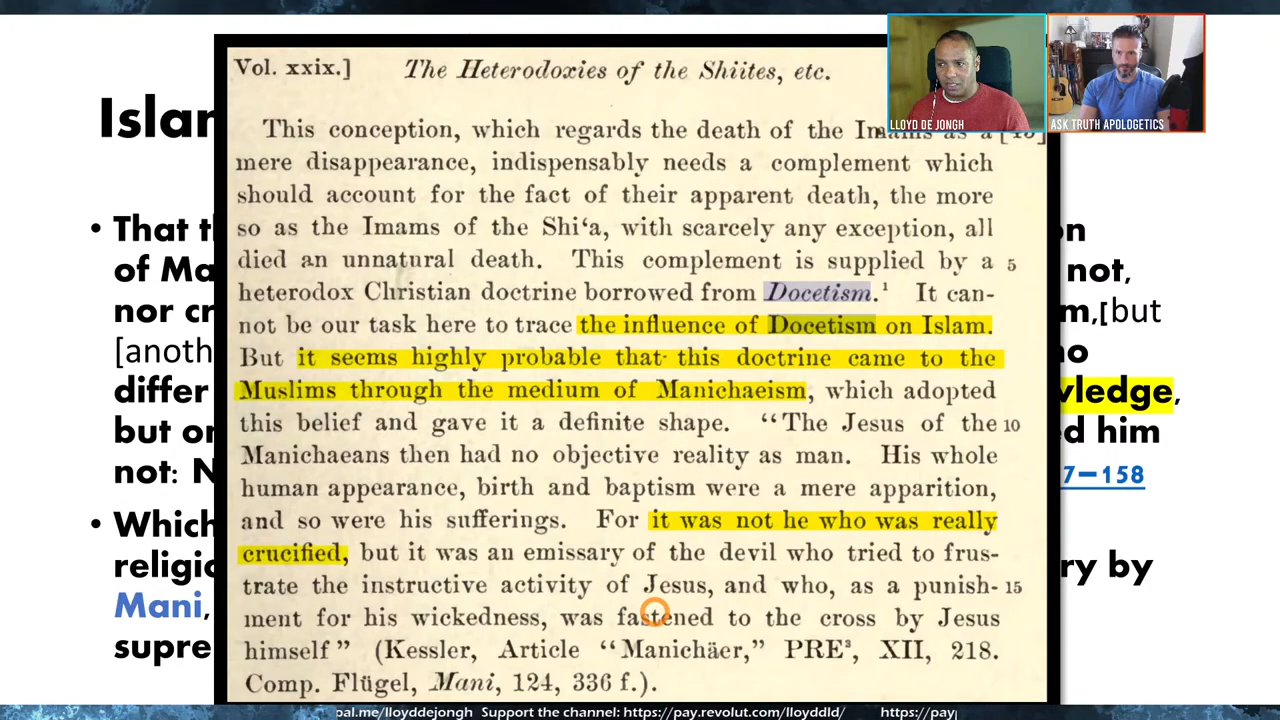 Vol. xxix.] The Heterodoxies of the Shiites, etc.
This conception, which regards the death of the Imams as a
mere disappearance, indispensably needs a complement which
should account for the fact of their apparent death, the more
so as the Imams of the Shi‘a, with scarcely any exception, all
died an unnatural death. This complement is supplied by a 5
heterodox Christian doctrine borrowed from Docetism.¹ It can-
not be our task here to trace the influence of Docetism on Islam.
But it seems highly probable that this doctrine came to the
Muslims through the medium of Manichaeism, which adopted
this belief and gave it a definite shape. “The Jesus of the 10
Manichaeans then had no objective reality as man. His whole
human appearance, birth and baptism were a mere apparition,
and so were his sufferings. For it was not he who was really
crucified, but it was an emissary of the devil who tried to frus-
trate the instructive activity of Jesus, and who, as a punish- 15
ment for his wickedness, was fastened to the cross by Jesus
himself” (Kessler, Article “Manichäer,” PRE³, XII, 218.
Comp. Flügel, Mani, 124, 336 f.).
LLOYD DE JONGH
ASK TRUTH APOLOGETICS
• That
of
not,
nor
[but
differ
but
him
not:
7–158
• Which
by
Mani,
pal.me/lloyddejongh Support the channel: https://pay.revolut.com/lloyddld/ https://pay